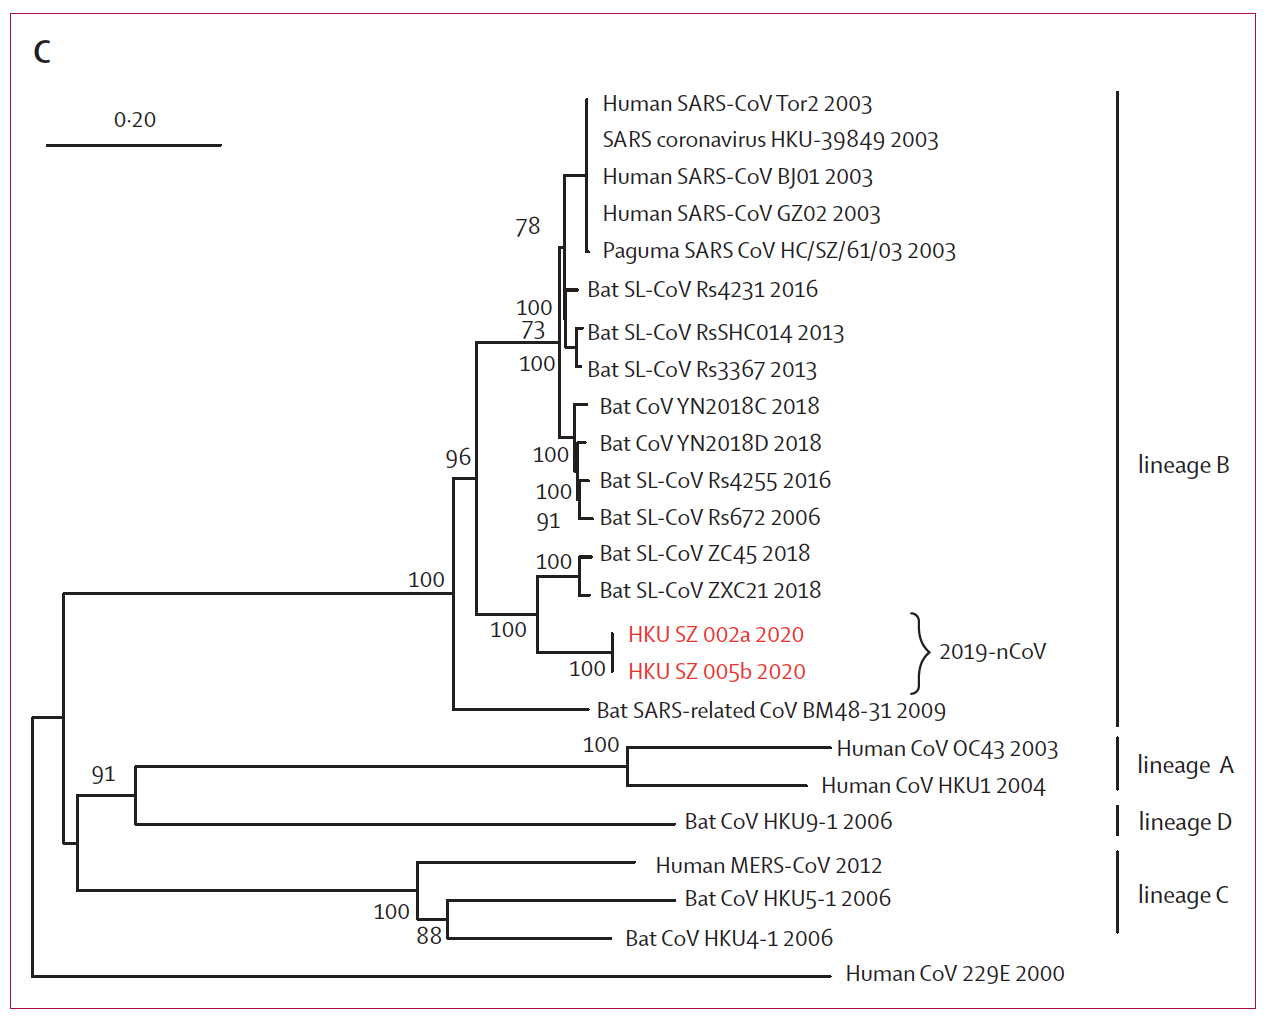 C
0·20
Human SARS-CoV Tor2 2003
SARS coronavirus HKU-39849 2003
Human SARS-CoV BJ01 2003
Human SARS-CoV GZ02 2003
78
Paguma SARS CoV HC/SZ/61/03 2003
Bat SL-CoV Rs4231 2016
100
73
Bat SL-CoV RsSHC014 2013
100
Bat SL-CoV Rs3367 2013
Bat CoV YN2018C 2018
Bat CoV YN2018D 2018
100
96
lineage B
Bat SL-CoV Rs4255 2016
100
91
Bat SL-CoV Rs672 2006
100
Bat SL-CoV ZC45 2018
100
Bat SL-CoV ZXC21 2018
100
HKU SZ 002a 2020
2019-nCoV
100
HKU SZ 005b 2020
Bat SARS-related CoV BM48-31 2009
100
Human CoV OC43 2003
lineage A
91
Human CoV HKU1 2004
Bat CoV HKU9-1 2006
lineage D
Human MERS-CoV 2012
Bat CoV HKU5-1 2006
lineage C
100
88
Bat CoV HKU4-1 2006
Human CoV 229E 2000